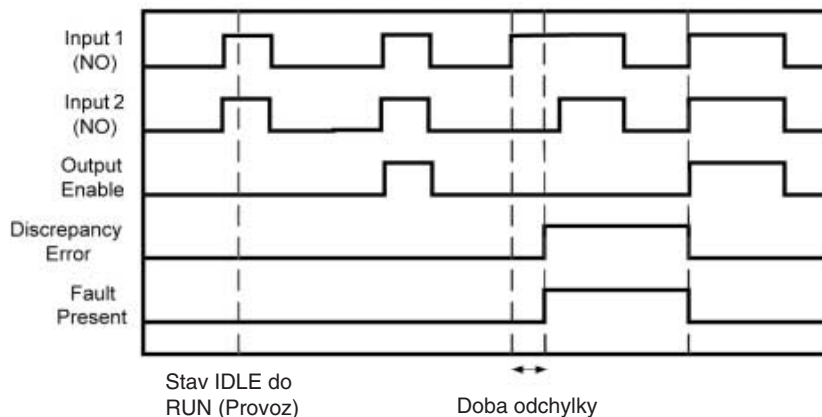 Input 1
(NO)
Input 2
(NO)
Output
Enable
Discrepancy
Error
Fault
Present
Stav IDLE do
RUN (Provoz)
Doba odchylky